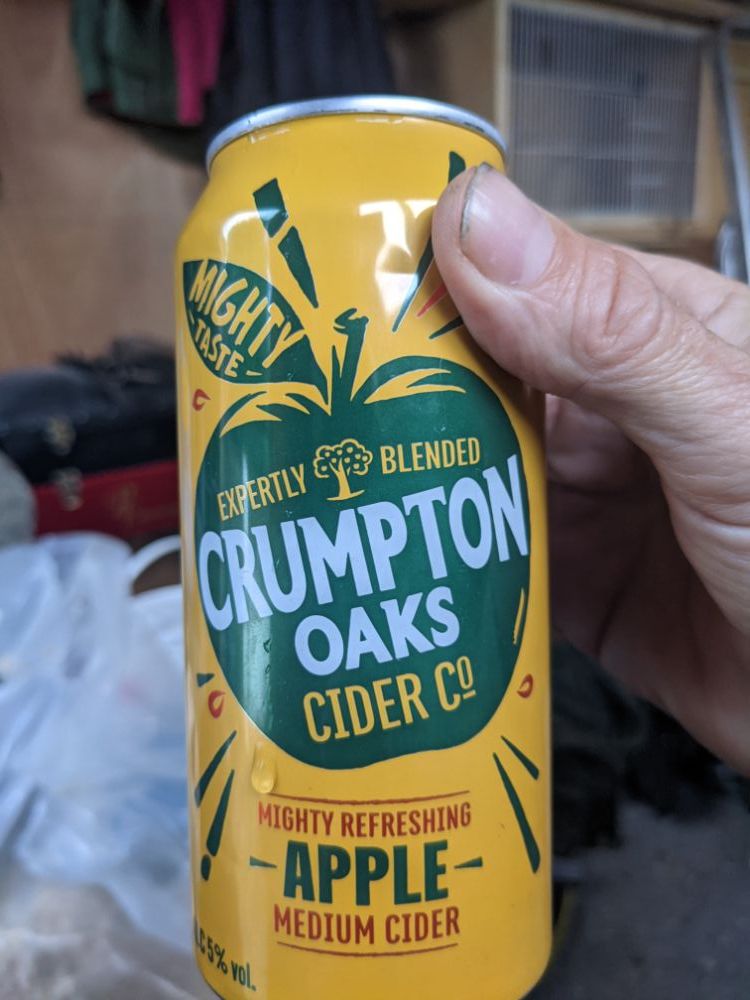 MIGHTY
TASTE
EXPERTLY BLENDED
CRUMPTON
OAKS
CIDER Cº
MIGHTY REFRESHING
APPLE
MEDIUM CIDER
5% vol.